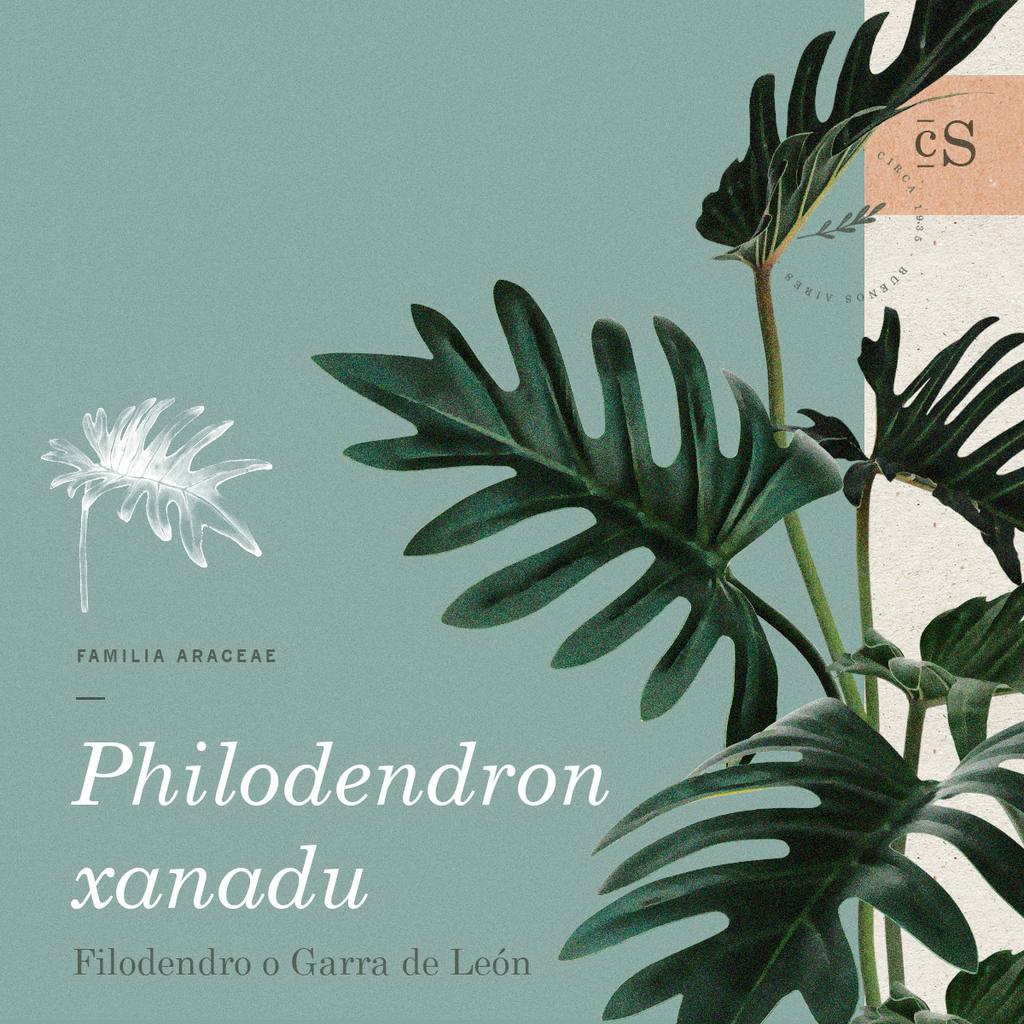 cS
CIRCA 1935 · BUENOS AIRES
FAMILIA ARACEAE
Philodendron
xanadu
Filodendro o Garra de León